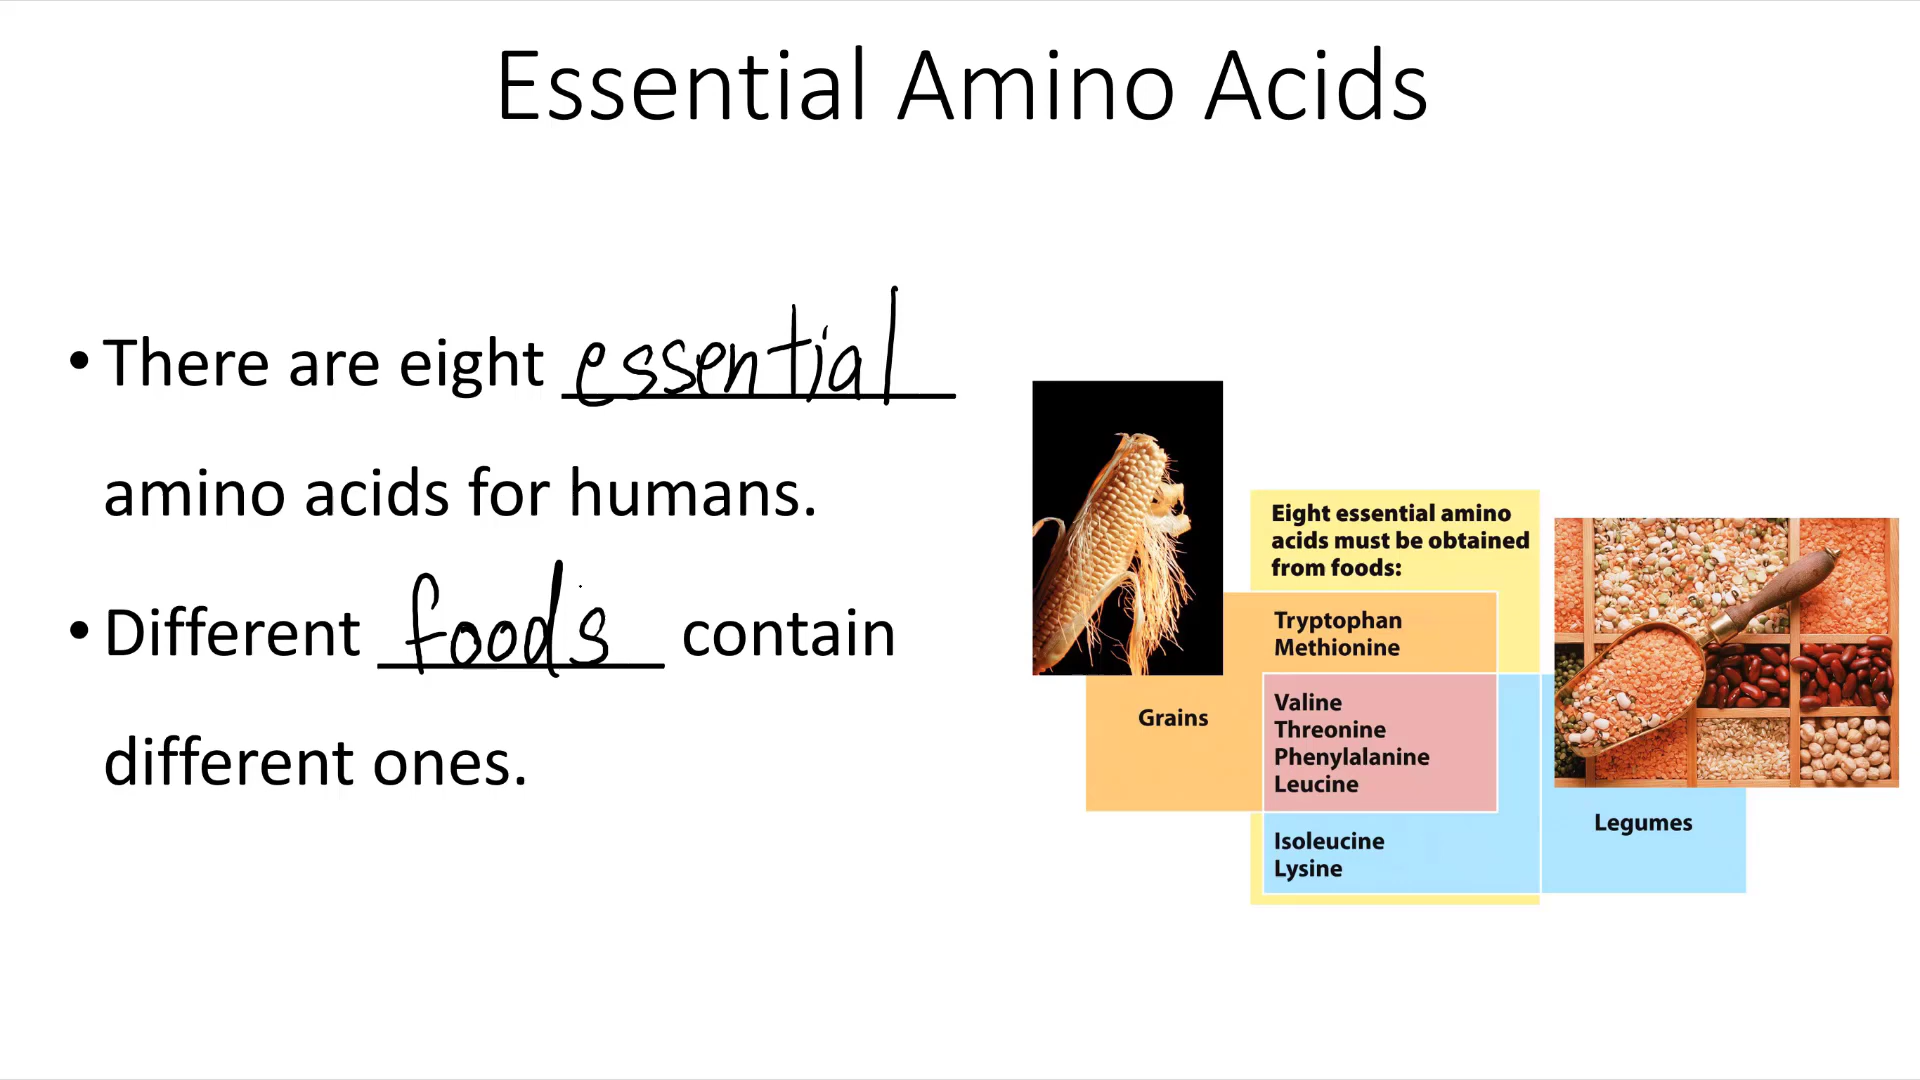 Essential Amino Acids
• There are eight essential
amino acids for humans.
• Different foods contain
different ones.
Eight essential amino
acids must be obtained
from foods:
Tryptophan
Methionine
Grains
Valine
Threonine
Phenylalanine
Leucine
Isoleucine
Lysine
Legumes